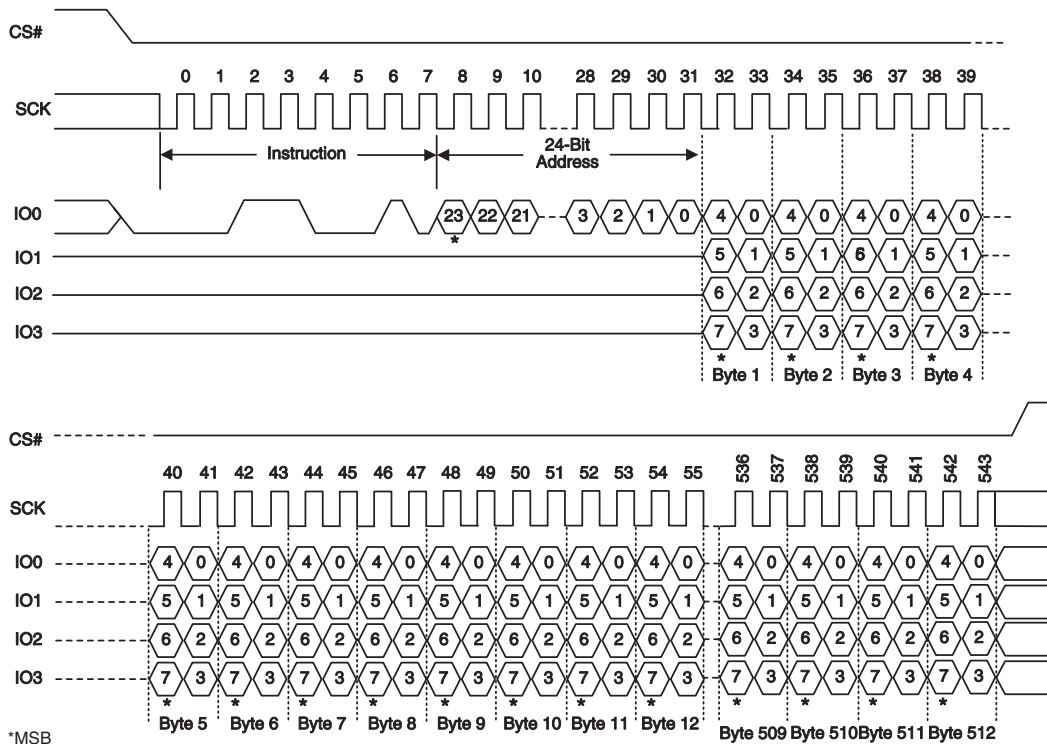 CS#
0 1 2 3 4 5 6 7 8 9 10 28 29 30 31 32 33 34 35 36 37 38 39
SCK
Instruction
24-Bit
Address
IO0 23 22 21 3 2 1 0 4 0 4 0 4 0 4 0
*
IO1 5 1 5 1 6 1 5 1
IO2 6 2 6 2 6 2 6 2
IO3 7 3 7 3 7 3 7 3
* * * *
Byte 1 Byte 2 Byte 3 Byte 4
CS#
40 41 42 43 44 45 46 47 48 49 50 51 52 53 54 55 536 537 538 539 540 541 542 543
SCK
IO0 4 0 4 0 4 0 4 0 4 0 4 0 4 0 4 0 4 0 4 0 4 0 4 0
IO1 5 1 5 1 5 1 5 1 5 1 5 1 5 1 5 1 5 1 5 1 5 1 5 1
IO2 6 2 6 2 6 2 6 2 6 2 6 2 6 2 6 2 6 2 6 2 6 2 6 2
IO3 7 3 7 3 7 3 7 3 7 3 7 3 7 3 7 3 7 3 7 3 7 3 7 3
* * * * * * * * * * * *
Byte 5 Byte 6 Byte 7 Byte 8 Byte 9 Byte 10 Byte 11 Byte 12 Byte 509 Byte 510 Byte 511 Byte 512
*MSB